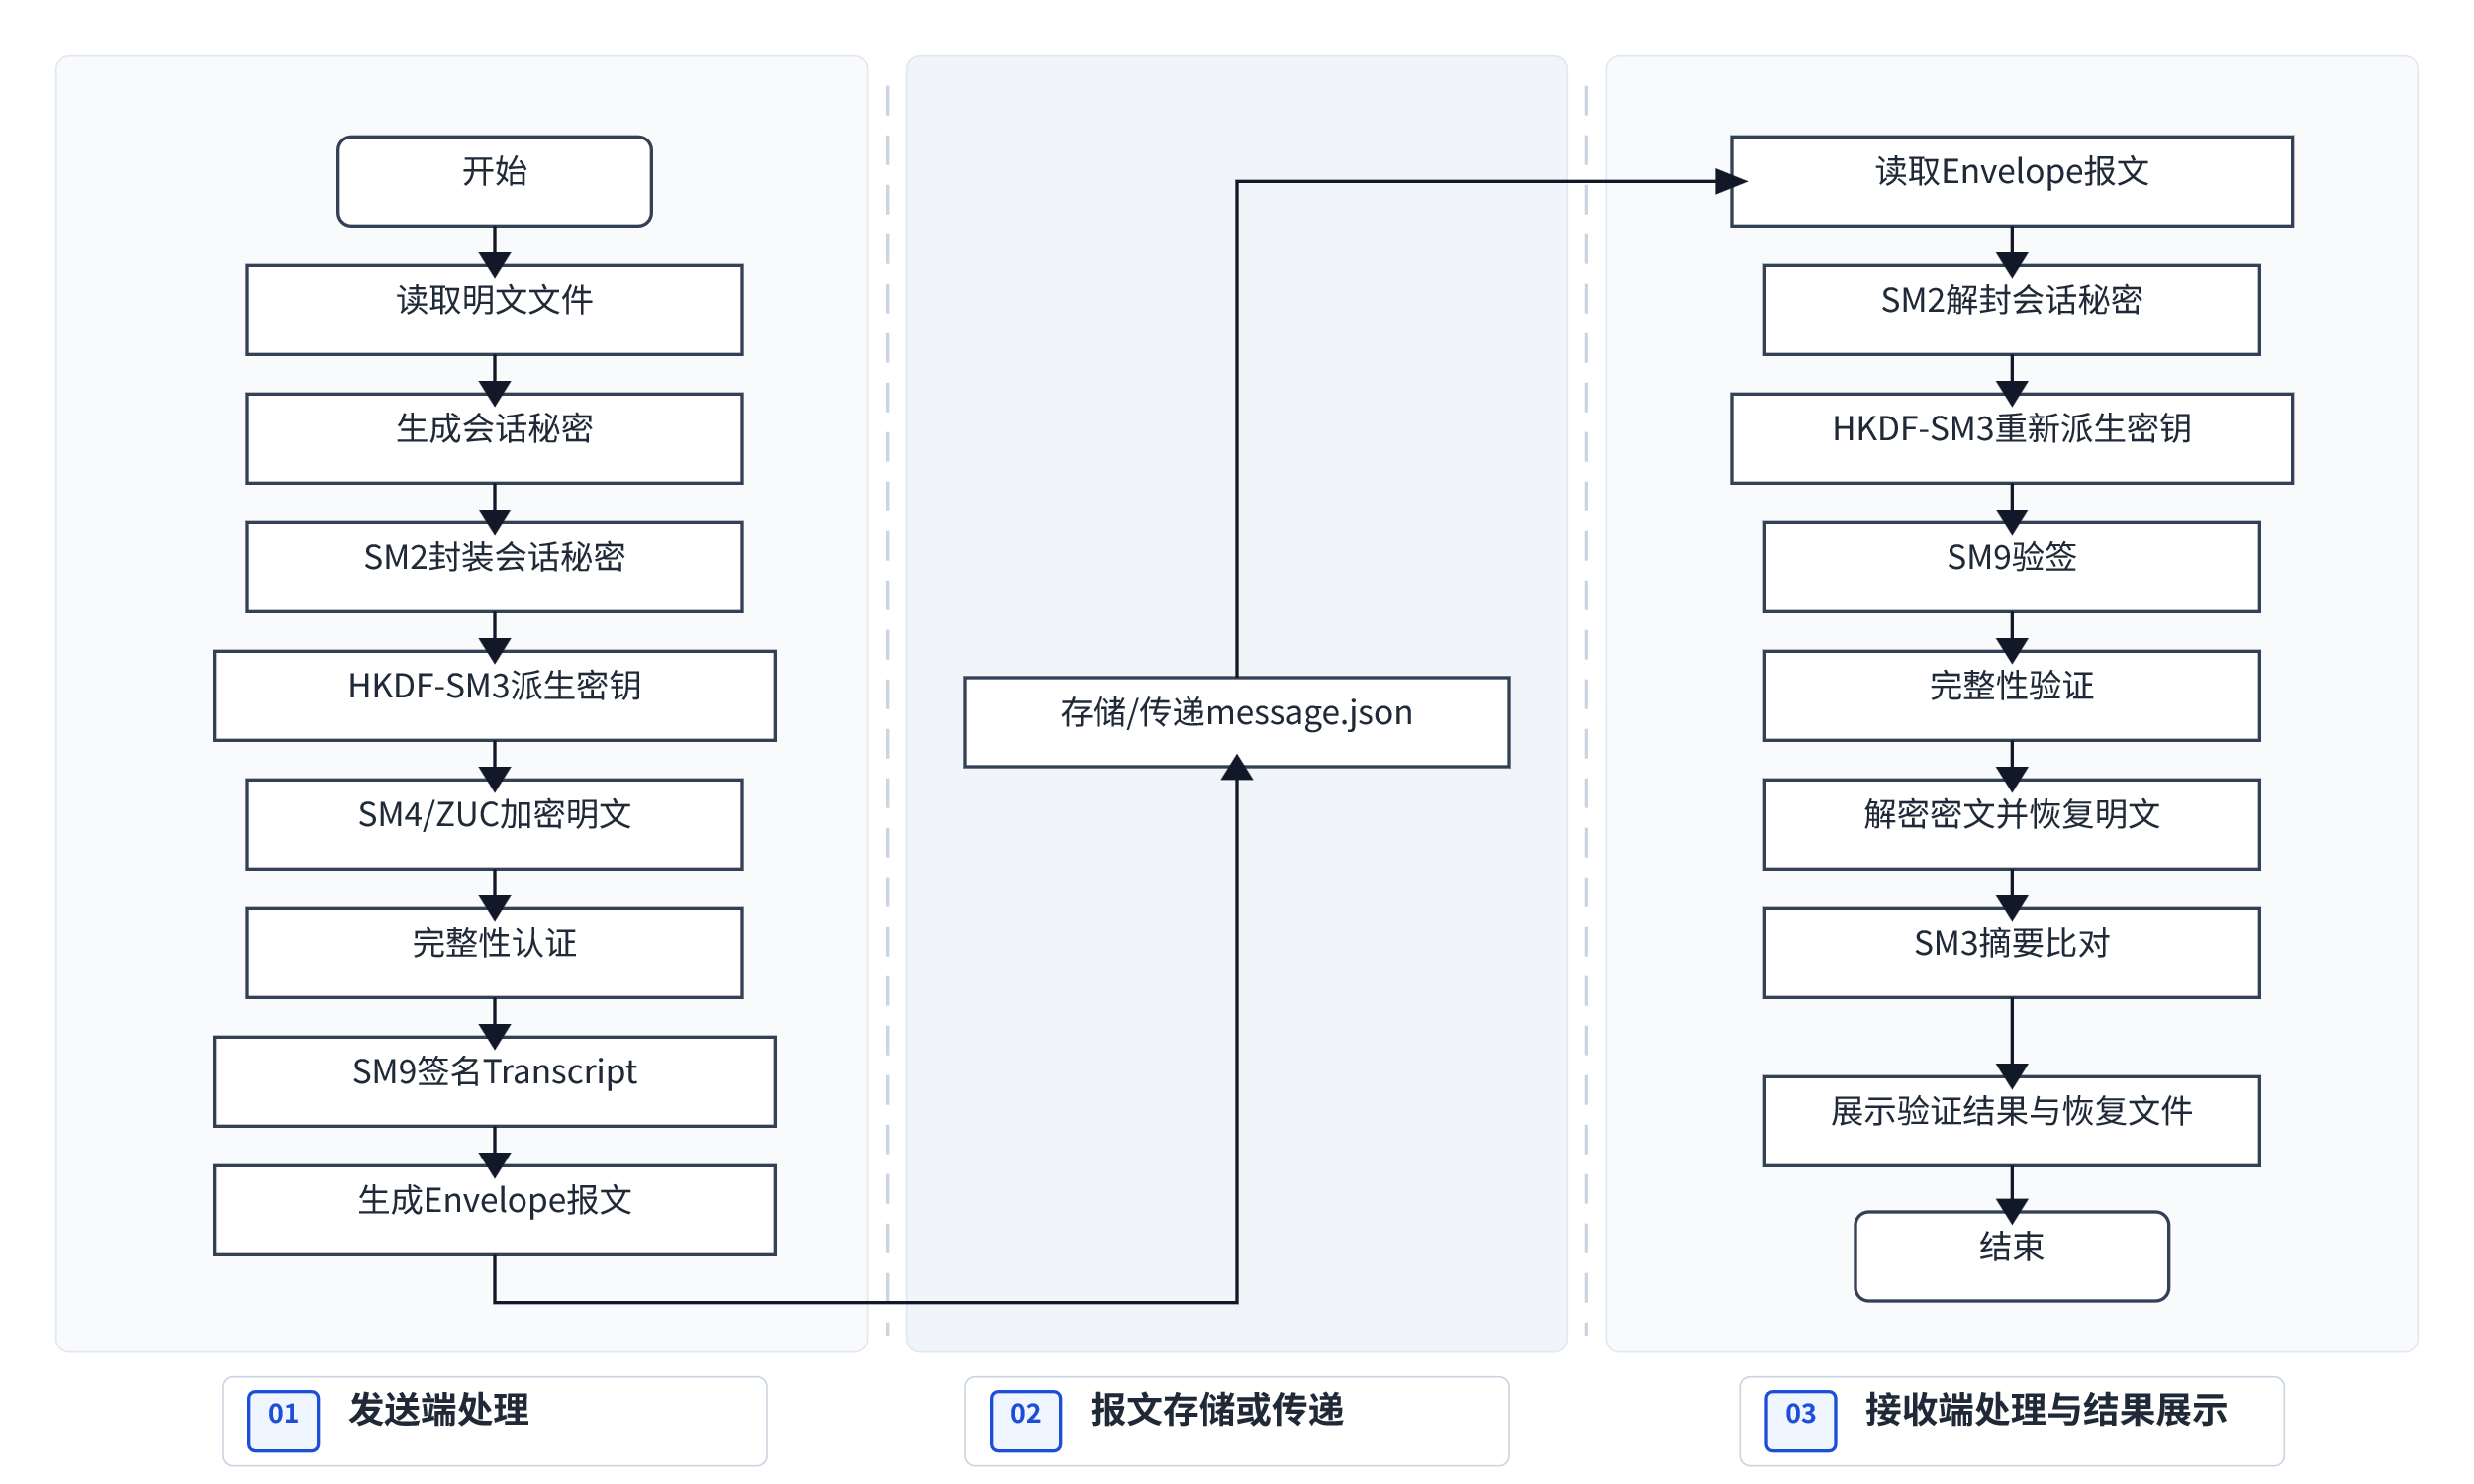 开始
读取明文文件
生成会话秘密
SM2封装会话秘密
HKDF-SM3派生密钥
SM4/ZUC加密明文
完整性认证
SM9签名Transcript
生成Envelope报文
存储/传递message.json
读取Envelope报文
SM2解封会话秘密
HKDF-SM3重新派生密钥
SM9验签
完整性验证
解密密文并恢复明文
SM3摘要比对
展示验证结果与恢复文件
结束
01 发送端处理
02 报文存储或传递
03 接收端处理与结果展示